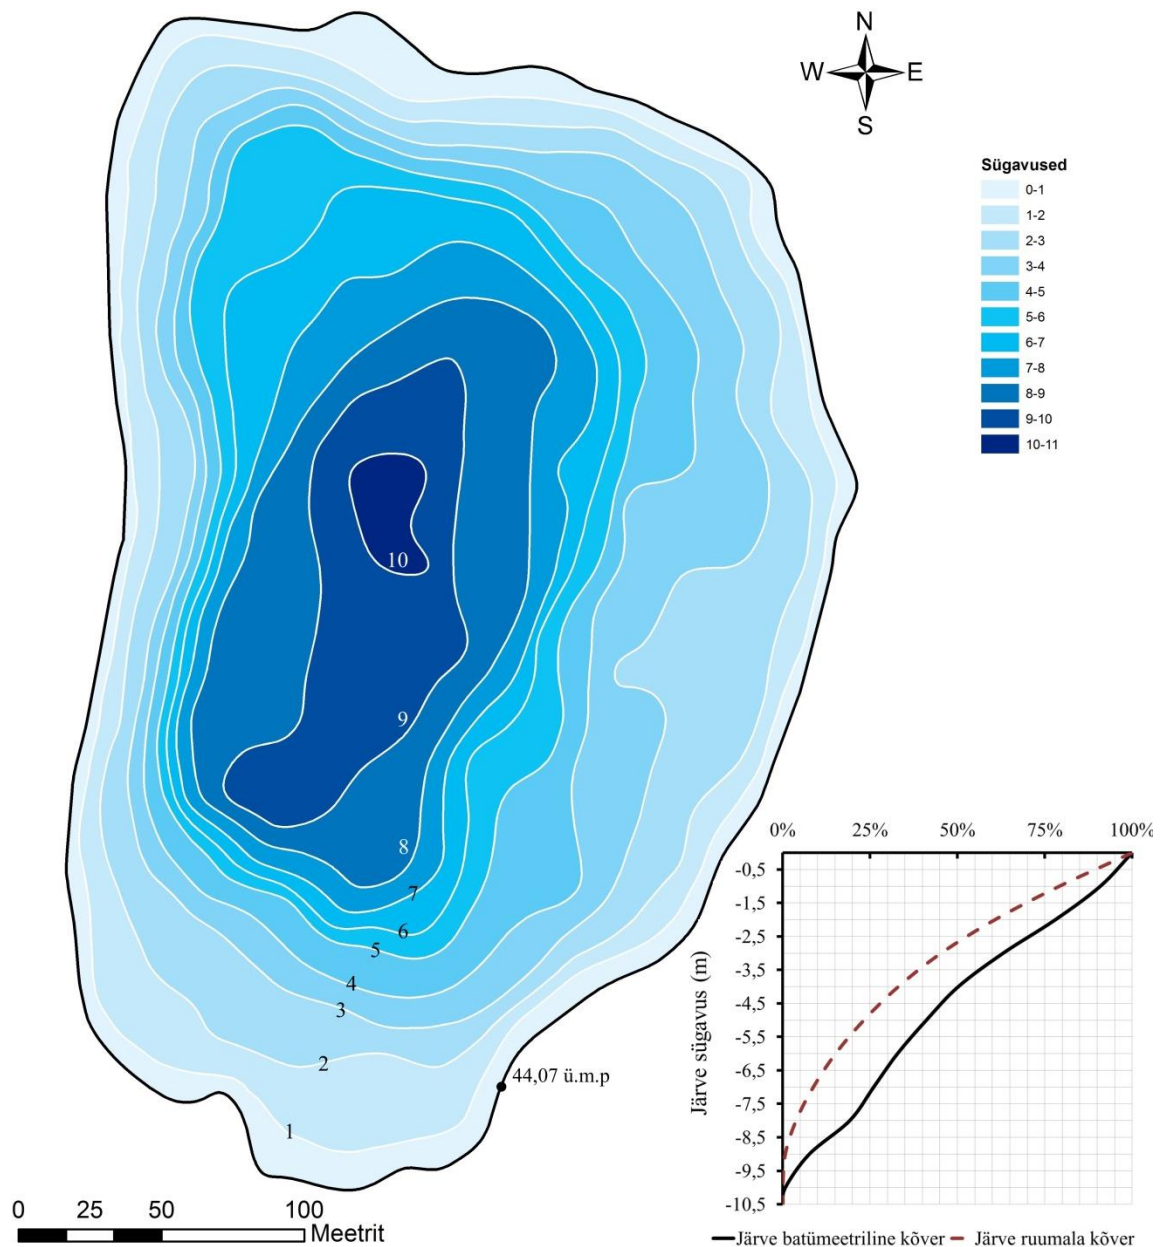 N
W E
S
Sügavused
0-1
1-2
2-3
3-4
4-5
5-6
6-7
7-8
8-9
9-10
10-11
10
9
8
7
6
5
4
3
2
1
44,07 ü.m.p
0% 25% 50% 75% 100%
-0,5
-1,5
-2,5
-3,5
-4,5
-5,5
-6,5
-7,5
-8,5
-9,5
-10,5
Järve sügavus (m)
Järve batümeetriline kõver
Järve ruumala kõver
0 25 50 100
Meetrit